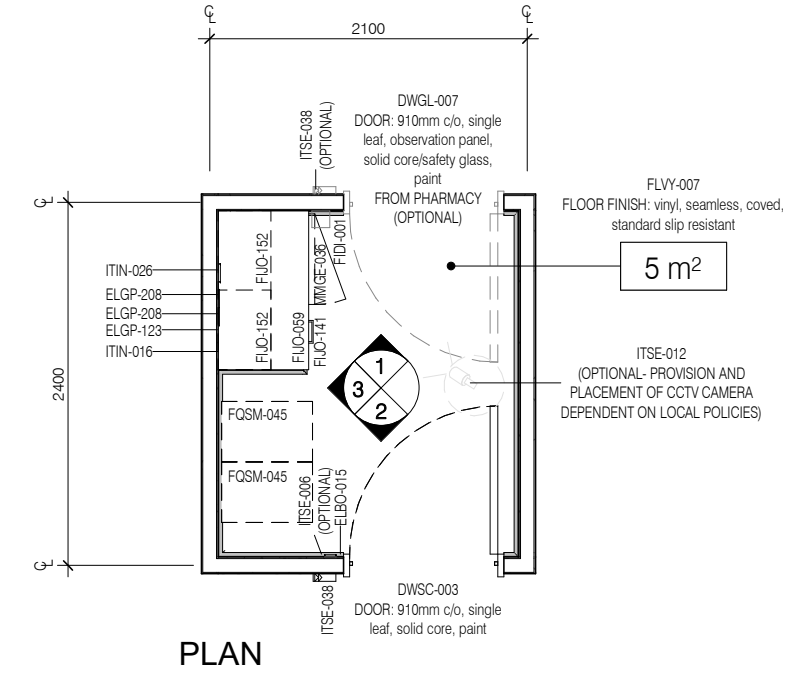 ℄
℄
2100
ITSE-038
(OPTIONAL)
DWGL-007
DOOR: 910mm c/o, single
leaf, observation panel,
solid core/safety glass,
paint
FROM PHARMACY
(OPTIONAL)
FLVY-007
FLOOR FINISH: vinyl, seamless, coved,
standard slip resistant
5 m²
℄
2400
℄
ITIN-026
ELGP-208
ELGP-208
ELGP-123
ITIN-016
FIJO-152
FIJO-152
FIJO-059
FIJO-141
MMGE-036
FIDI-001
1
3
2
ITSE-012
(OPTIONAL- PROVISION AND
PLACEMENT OF CCTV CAMERA
DEPENDENT ON LOCAL POLICIES)
FQSM-045
FQSM-045
ITSE-006
(OPTIONAL)
ELBO-015
ITSE-038
DWSC-003
DOOR: 910mm c/o, single
leaf, solid core, paint
PLAN